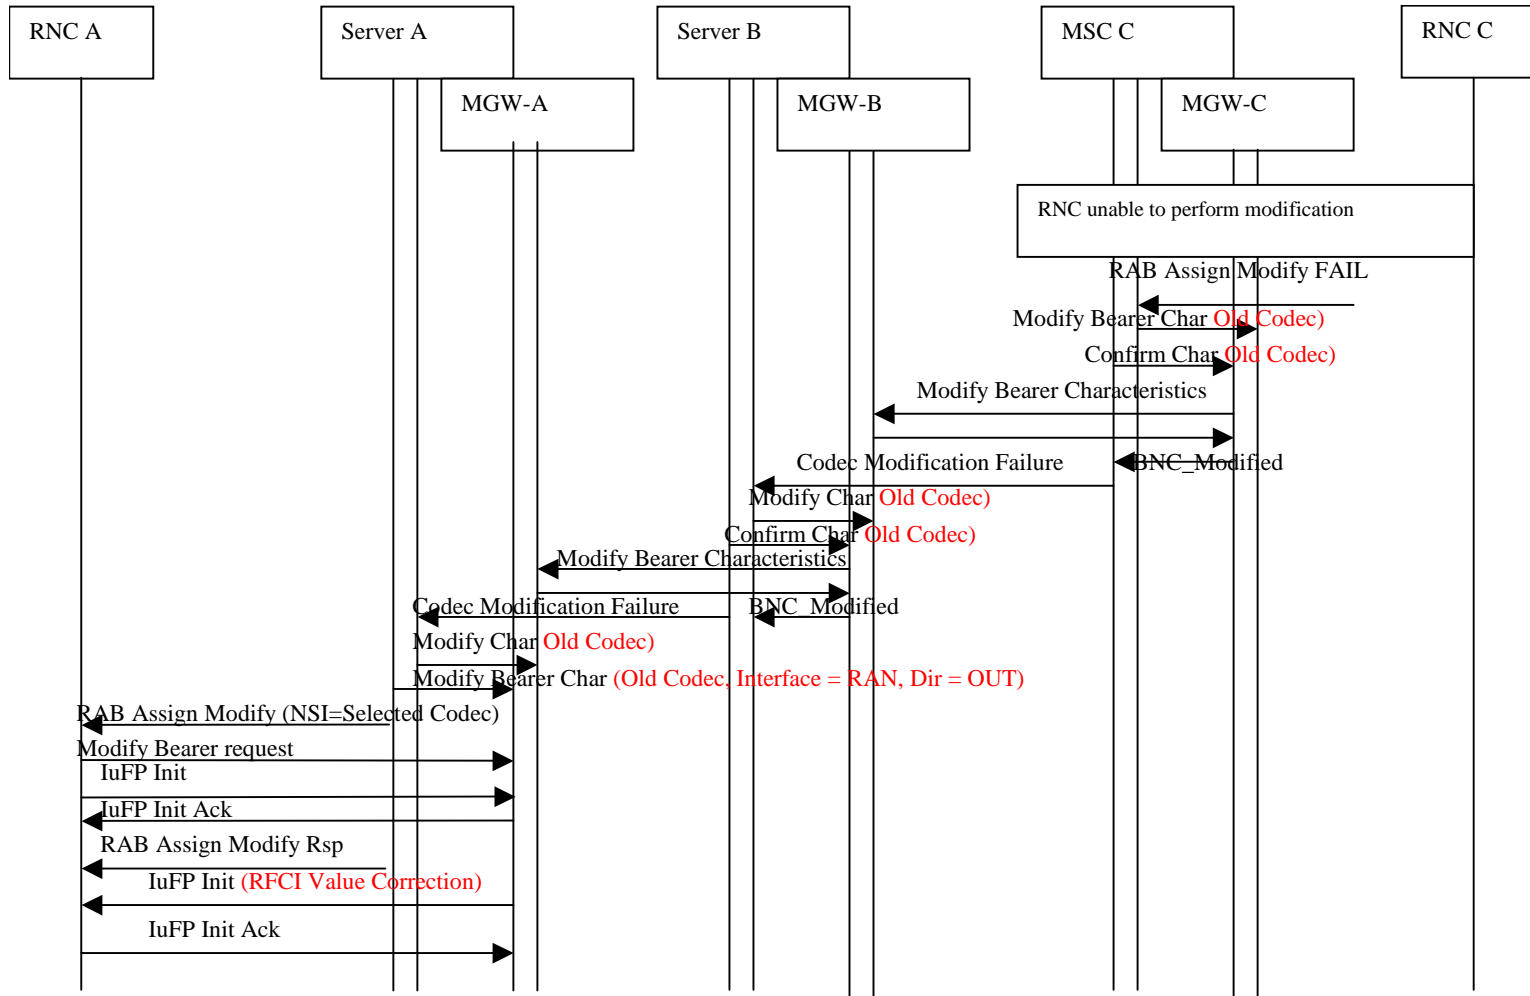 RNC A
Server A
Server B
MSC C
RNC C
MGW-A
MGW-B
MGW-C
RNC unable to perform modification
RAB Assign Modify FAIL
Modify Bearer Char Old Codec)
Confirm Char Old Codec)
Modify Bearer Characteristics
Codec Modification Failure
BNC_Modified
Modify Char Old Codec)
Confirm Char Old Codec)
Modify Bearer Characteristics
Codec Modification Failure
BNC_Modified
Modify Char Old Codec)
Modify Bearer Char (Old Codec, Interface = RAN, Dir = OUT)
RAB Assign Modify (NSI=Selected Codec)
Modify Bearer request
IuFP Init
IuFP Init Ack
RAB Assign Modify Rsp
IuFP Init (RFCI Value Correction)
IuFP Init Ack